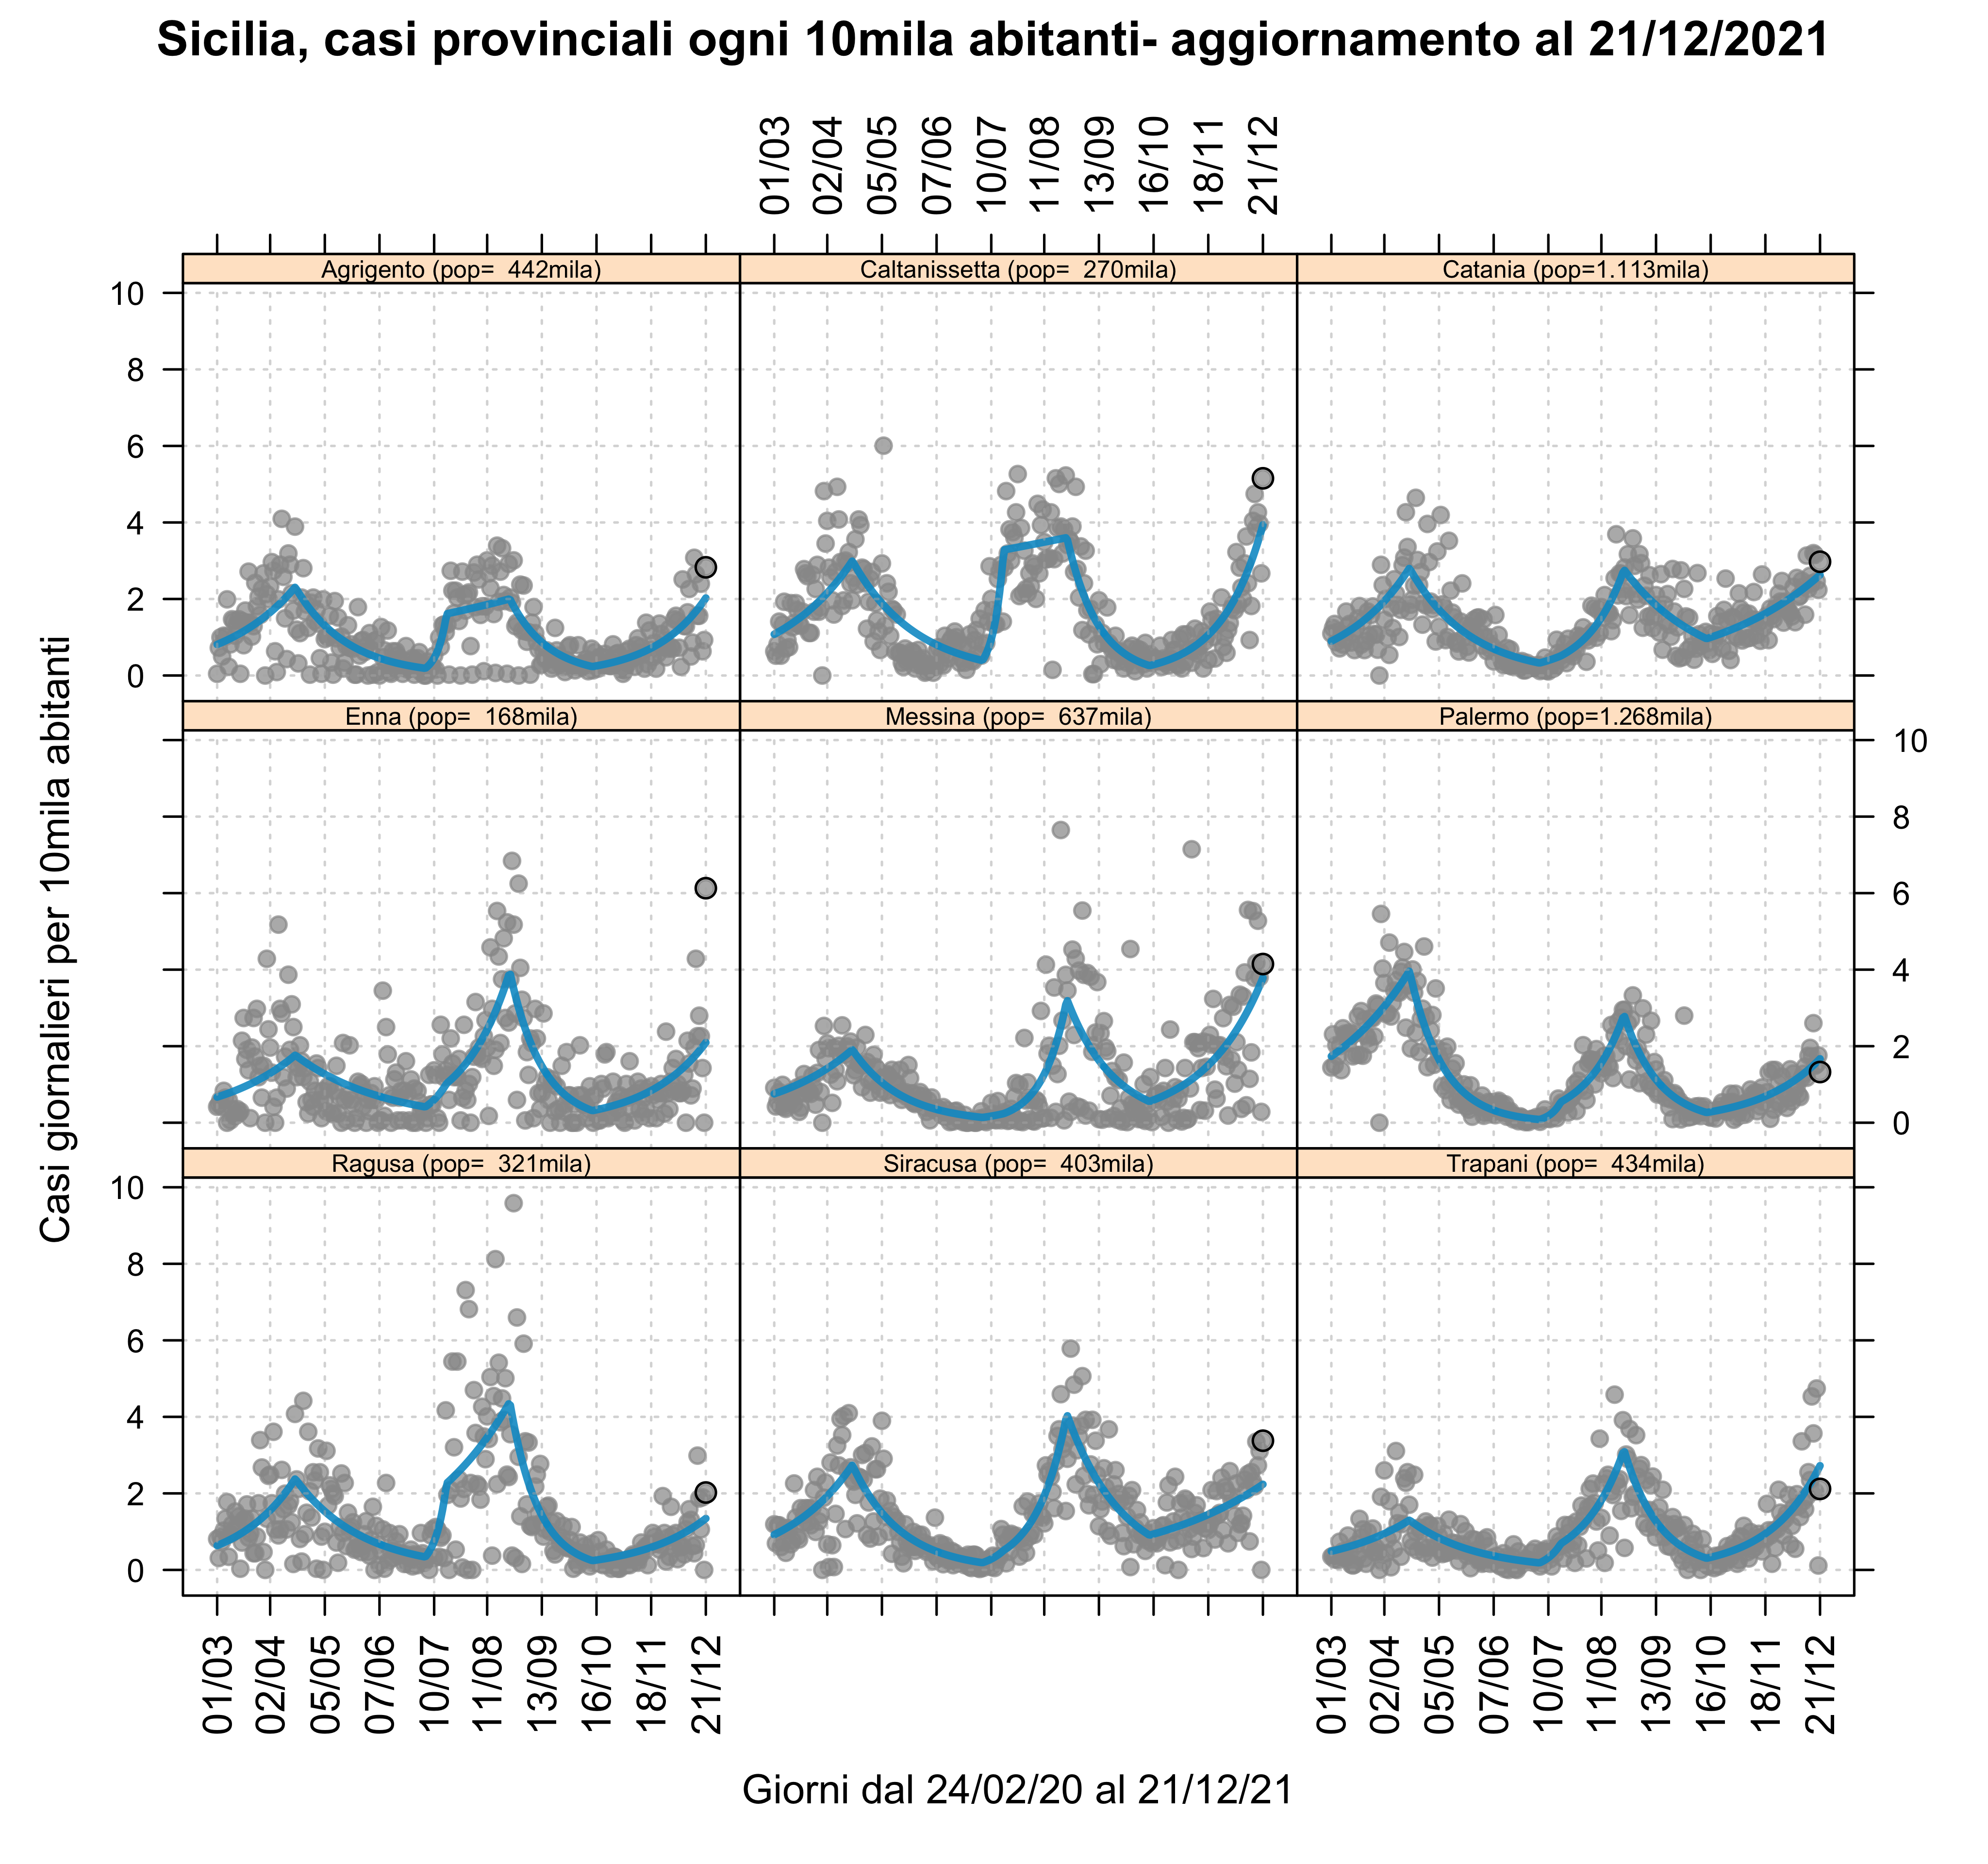 Sicilia, casi provinciali ogni 10mila abitanti- aggiornamento al 21/12/2021
01/03 02/04 05/05 07/06 10/07 11/08 13/09 16/10 18/11 21/12
Agrigento (pop=  442mila) Caltanissetta (pop=  270mila) Catania (pop=1.113mila)
10
8
6
4
2
0
Enna (pop=  168mila) Messina (pop=  637mila) Palermo (pop=1.268mila)
10
8
6
4
2
0
Ragusa (pop=  321mila) Siracusa (pop=  403mila) Trapani (pop=  434mila)
10
8
6
4
2
0
Casi giornalieri per 10mila abitanti
01/03 02/04 05/05 07/06 10/07 11/08 13/09 16/10 18/11 21/12
01/03 02/04 05/05 07/06 10/07 11/08 13/09 16/10 18/11 21/12
Giorni dal 24/02/20 al 21/12/21